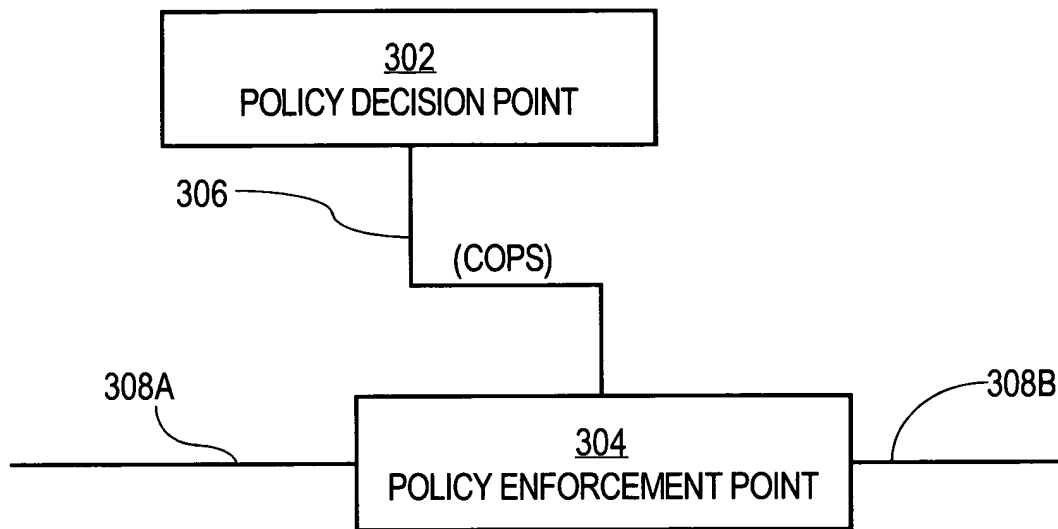 302
POLICY DECISION POINT
306
(COPS)
308A
308B
304
POLICY ENFORCEMENT POINT